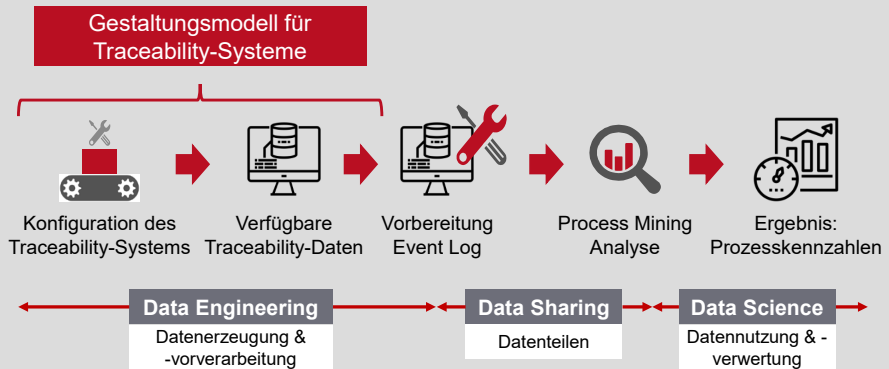 Gestaltungsmodell für
Traceability-Systeme
Konfiguration des
Traceability-Systems
Verfügbare
Traceability-Daten
Vorbereitung
Event Log
Process Mining
Analyse
Ergebnis:
Prozesskennzahlen
Data Engineering
Datenerzeugung &
-vorverarbeitung
Data Sharing
Datenteilen
Data Science
Datennutzung & -
verwertung